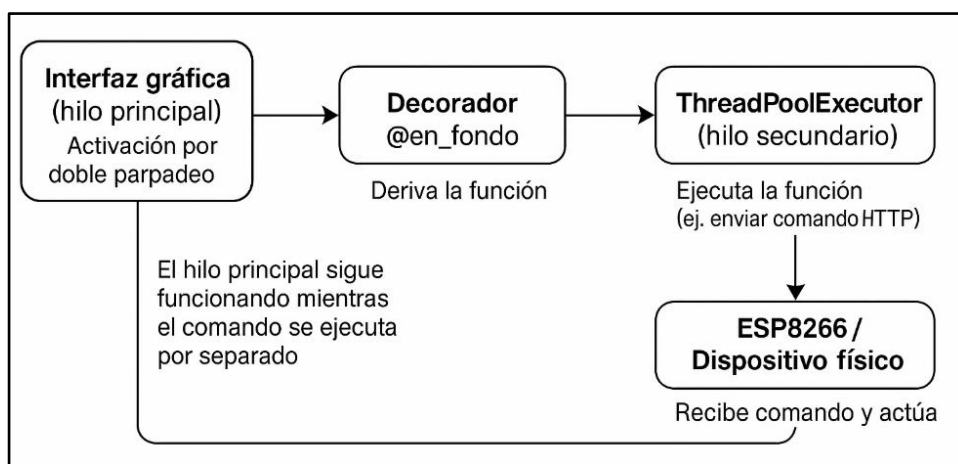 Interfaz gráfica
(hilo principal)
Activación por
doble parpadeo
Decorador
@en_fondo
Deriva la función
ThreadPoolExecutor
(hilo secundario)
Ejecuta la función
(ej. enviar comando HTTP)
El hilo principal sigue
funcionando mientras
el comando se ejecuta
por separado
ESP8266 /
Dispositivo físico
Recibe comando y actúa